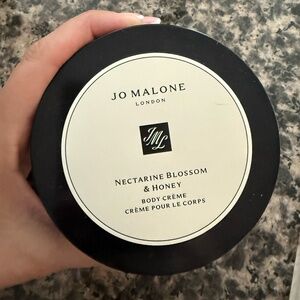 JO MALONE
LONDON
JML
NECTARINE BLOSSOM
& HONEY
BODY CRÈME
CRÈME POUR LE CORPS